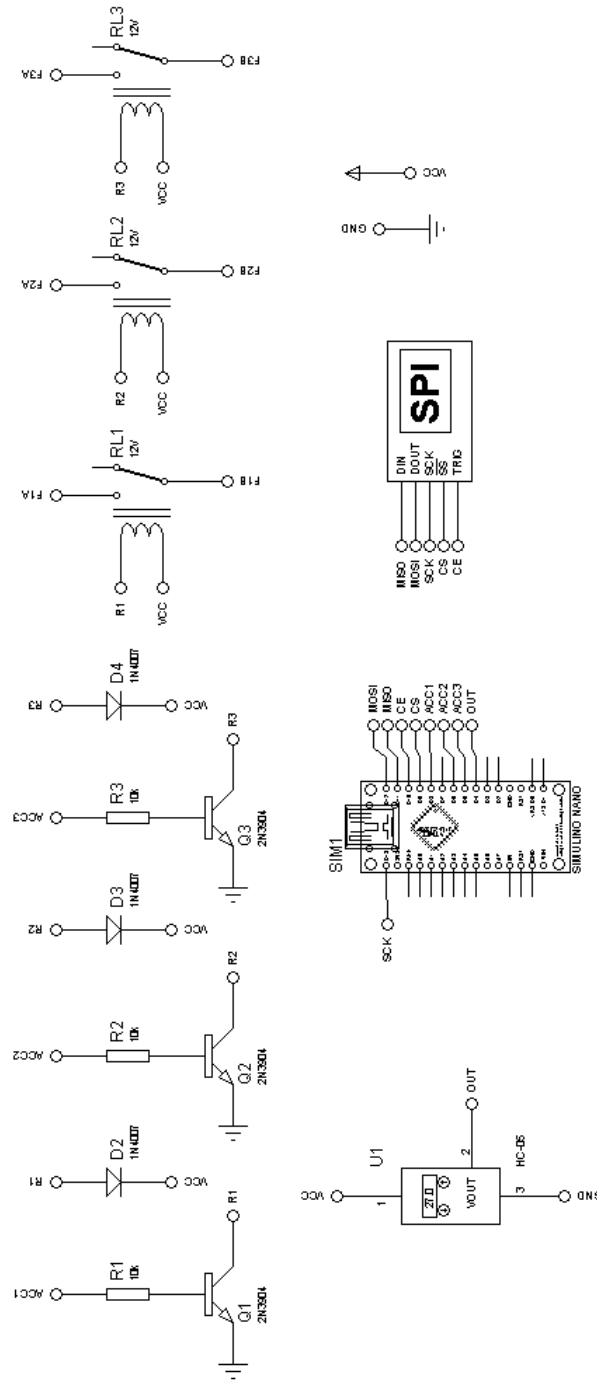 ACC1
R1
10k
Q1
2N3904
R1
R1
D2
1N4007
VCC
ACC2
R2
10k
Q2
2N3904
R2
R2
D3
1N4007
VCC
ACC3
R3
10k
Q3
2N3904
R3
R3
D4
1N4007
VCC
F1A
RL1
12V
R1
VCC
F1B
F2A
RL2
12V
R2
VCC
F2B
F3A
RL3
12V
R3
VCC
F3B
VCC
U1
1
27.0
VOUT
2
OUT
3
HC-05
GND
SIM1
SCK
MOSI
MISO
CE
CS
ACC1
ACC2
ACC3
OUT
SIMULINO NANO
MISO
MOSI
SCK
CS
CE
DIN
DOUT
SCK
SS
TRIG
SPI
GND
VCC